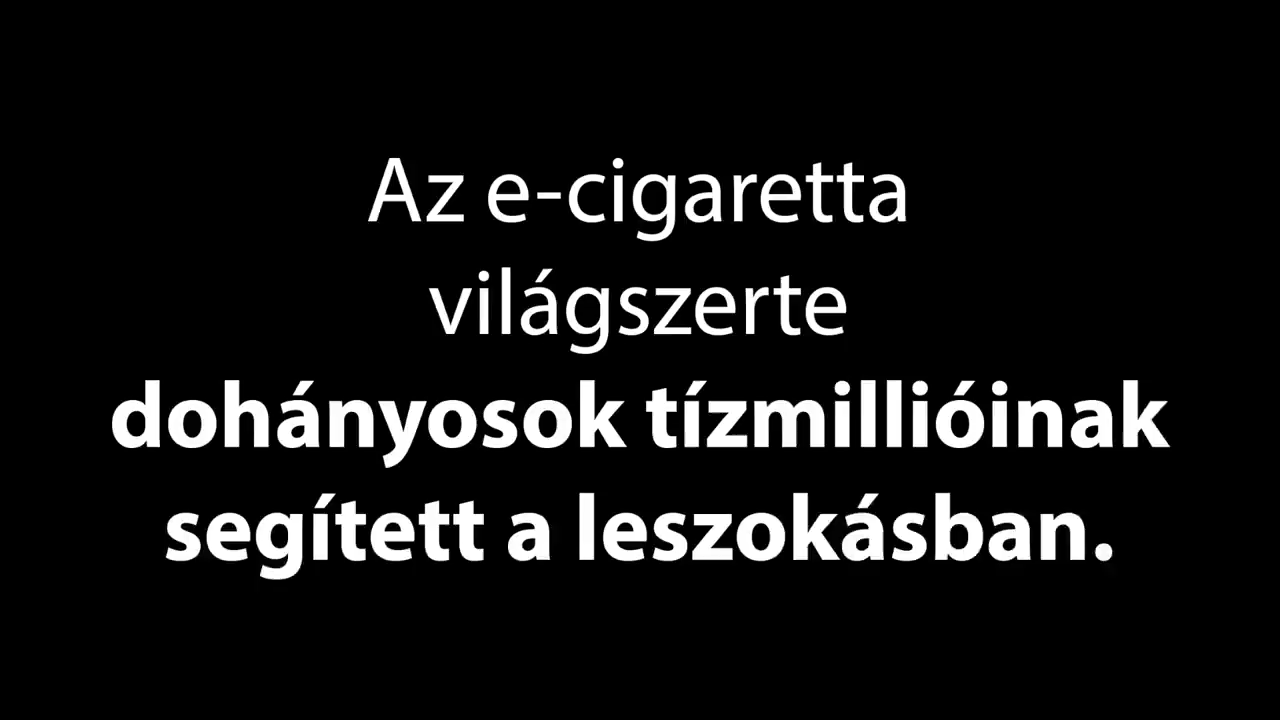 Az e-cigaretta
világszerte
dohányosok tízmillióinak
segített a leszokásban.